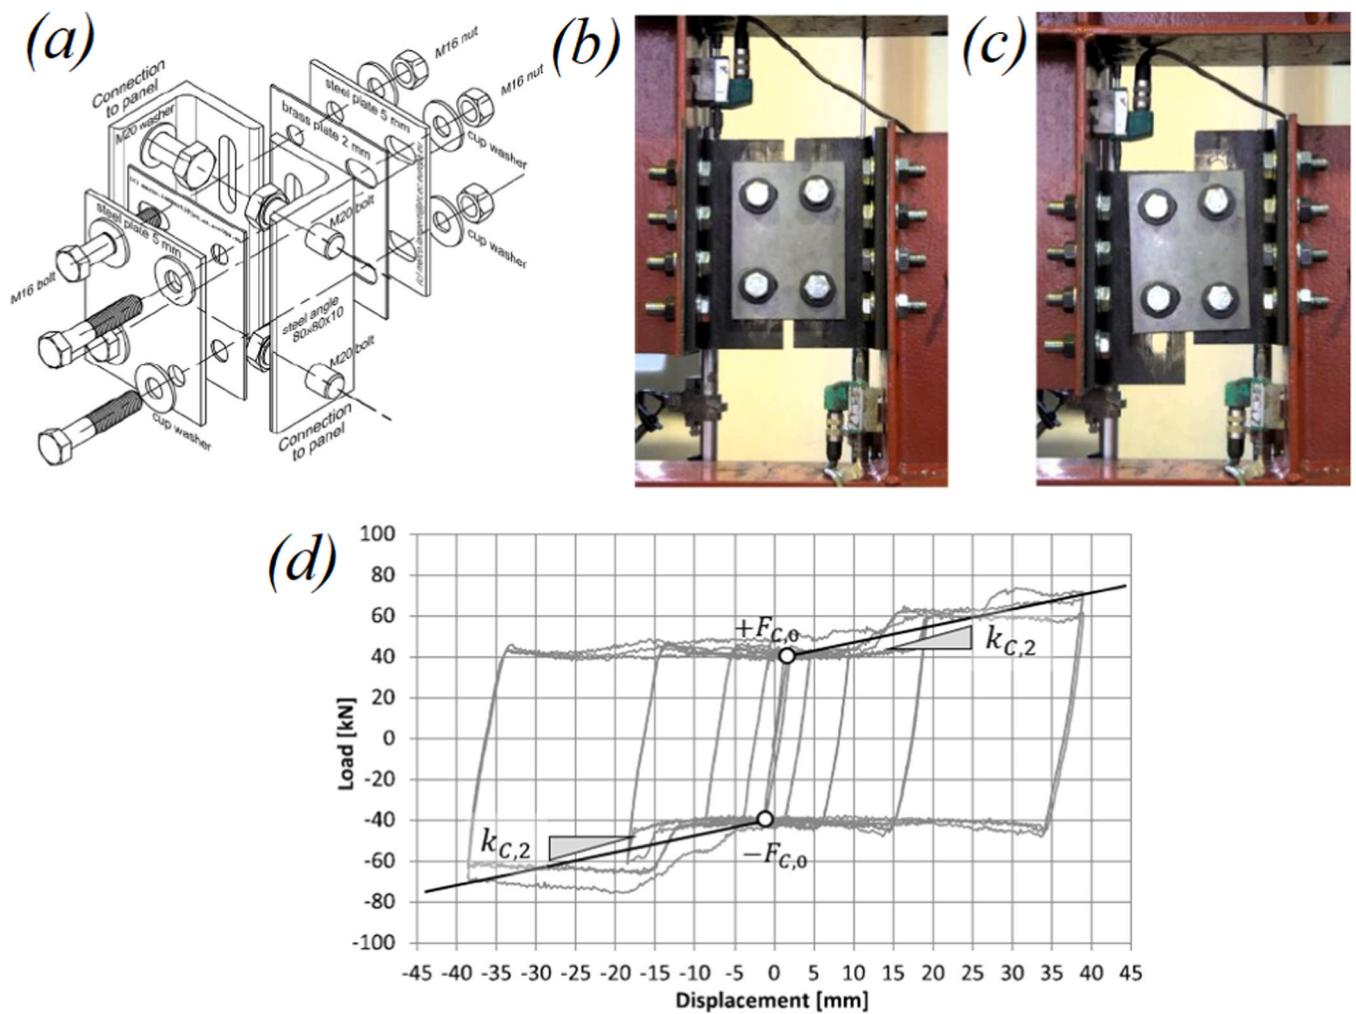 (a)
Connection
to panel
M20 washer
M16 nut
steel plate 5 mm
M16 nut
brass plate 2 mm
cup washer
M20 bolt
cup washer
steel plate 5 mm
M16 bolt
steel angle
80x80x10
M20 bolt
cup washer
Connection
to panel
(b)
(c)
(d)
100
80
60
40
20
0
-20
-40
-60
-80
-100
Load [kN]
+F_{C,o}
k_{C,2}
k_{C,2}
−F_{C,o}
-45 -40 -35 -30 -25 -20 -15 -10 -5 0 5 10 15 20 25 30 35 40 45
Displacement [mm]